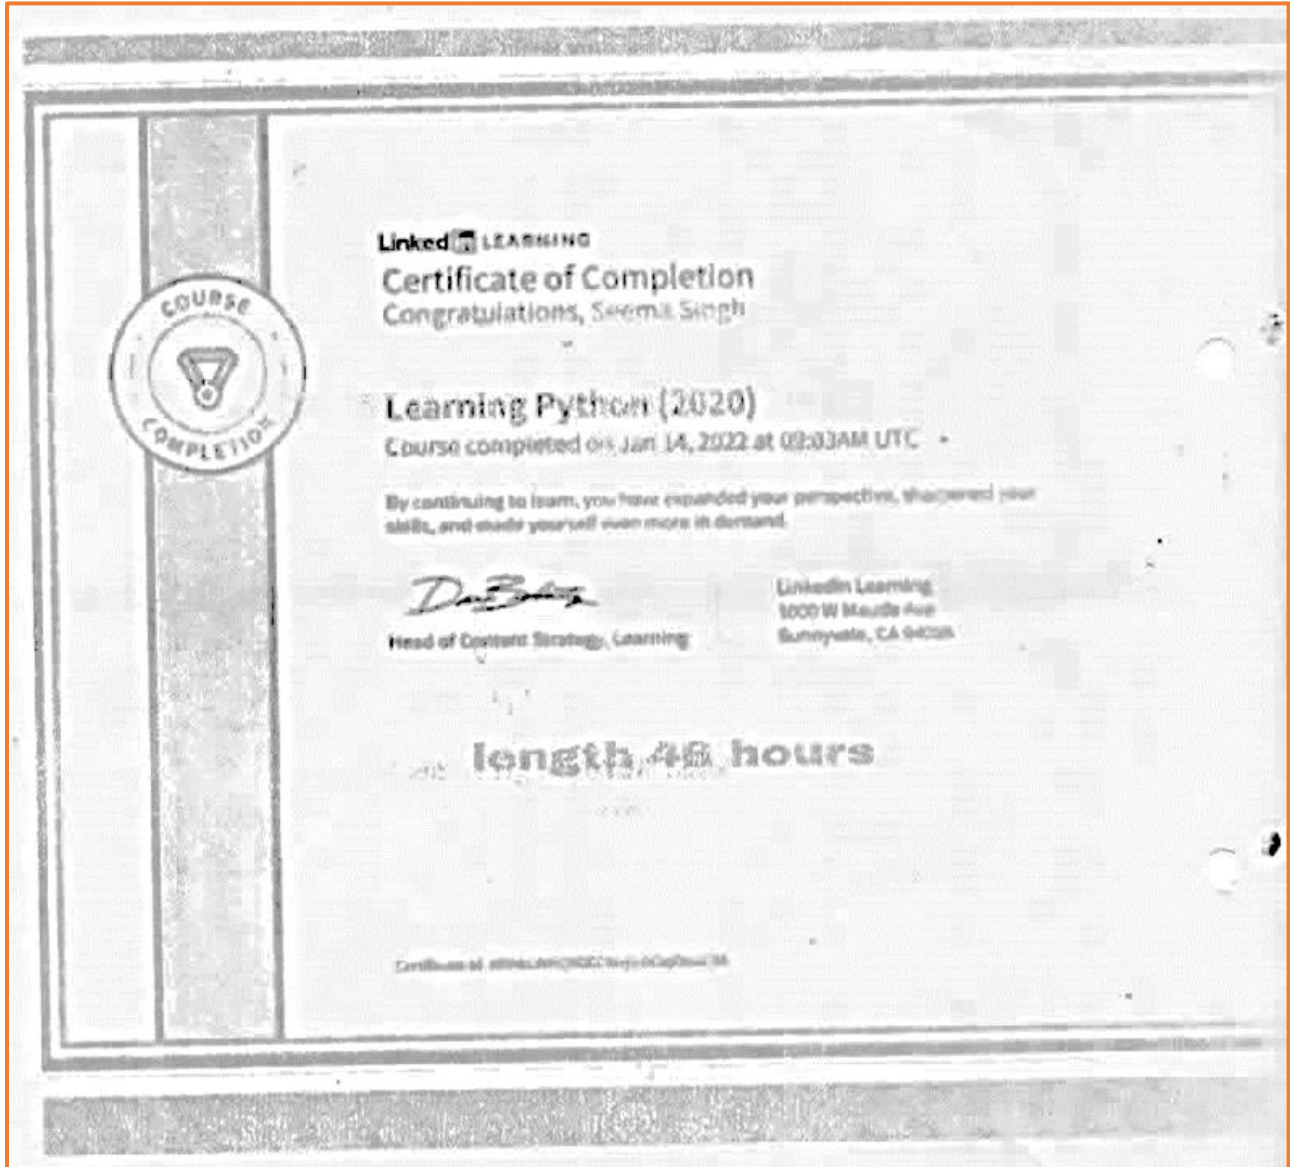 COURSE
COMPLETION
Linked in LEARNING
Certificate of Completion
Congratulations, Seema Singh
Learning Python (2020)
Course completed on Jan 14, 2022 at 09:03AM UTC
By continuing to learn, you have expanded your perspective, sharpened your
skills, and made yourself even more in demand.
Head of Content Strategy, Learning
LinkedIn Learning
1000 W Maude Ave
Sunnyvale, CA
length 48 hours
Certificate Id